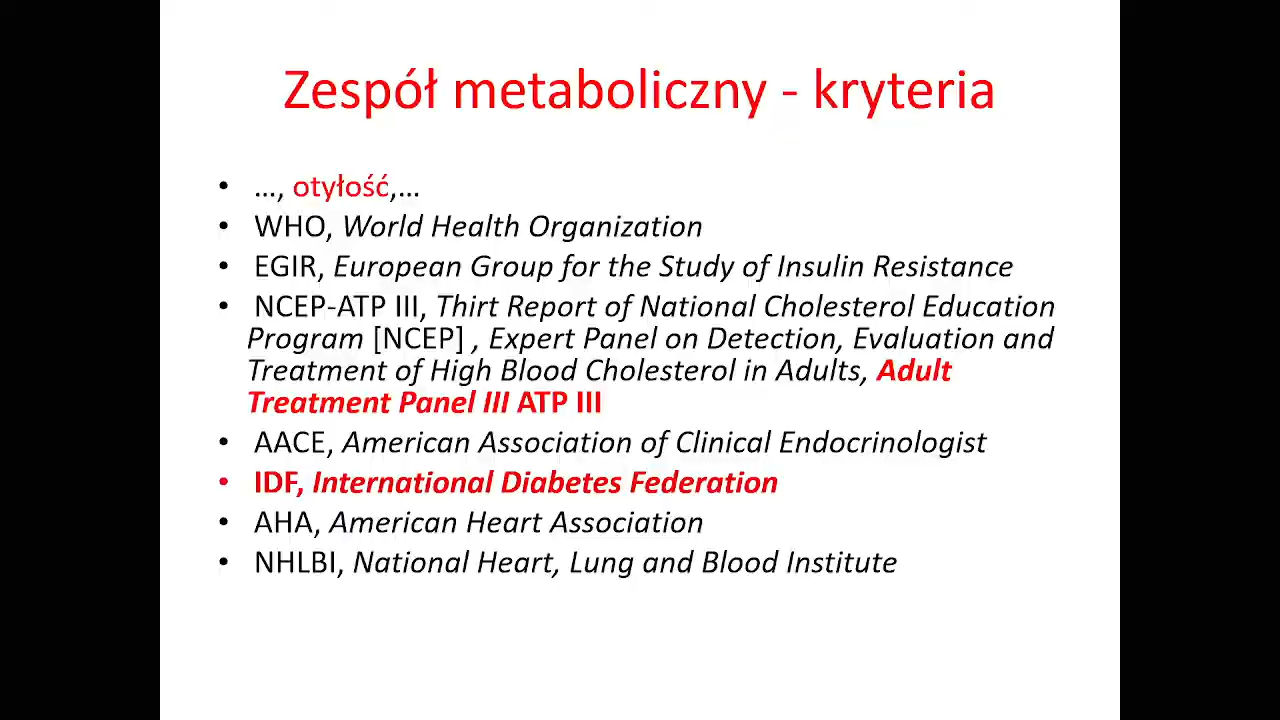 Zespół metaboliczny - kryteria
• ..., otyłość,...
• WHO, World Health Organization
• EGIR, European Group for the Study of Insulin Resistance
• NCEP-ATP III, Thirt Report of National Cholesterol Education
Program [NCEP] , Expert Panel on Detection, Evaluation and
Treatment of High Blood Cholesterol in Adults, Adult
Treatment Panel III ATP III
• AACE, American Association of Clinical Endocrinologist
• IDF, International Diabetes Federation
• AHA, American Heart Association
• NHLBI, National Heart, Lung and Blood Institute